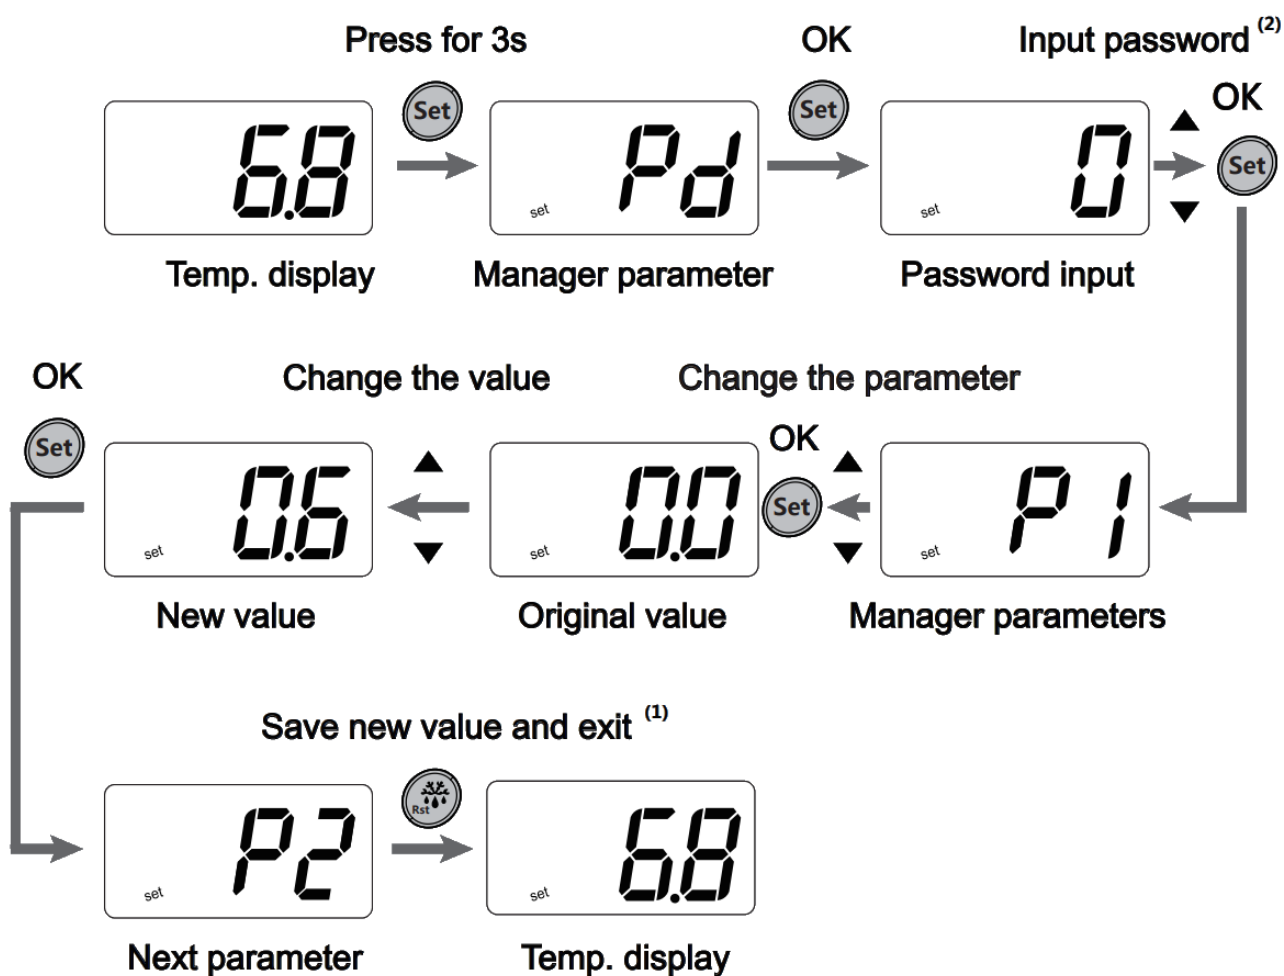 Press for 3s OK Input password (2)
Set Set OK
6.8 set Pd set 0 Set
Temp. display Manager parameter Password input
OK Change the value Change the parameter
Set OK
set 0.6 set 0.0 Set set P1
New value Original value Manager parameters
Save new value and exit (1)
Rst
set P2 set 6.8
Next parameter Temp. display